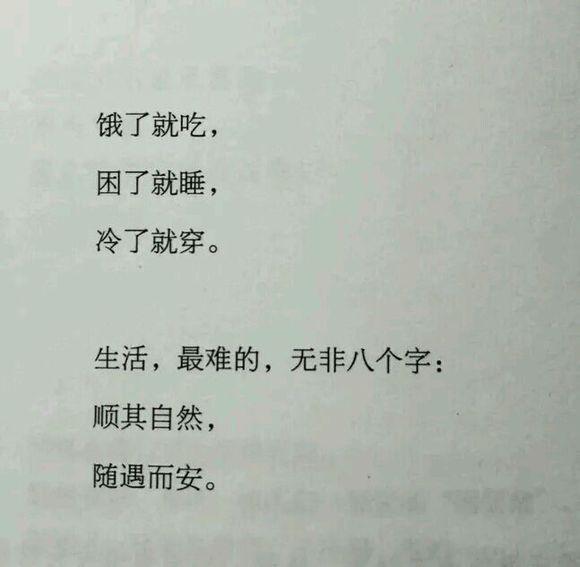 饿了就吃，
困了就睡，
冷了就穿。
生活，最难的，无非八个字：
顺其自然，
随遇而安。